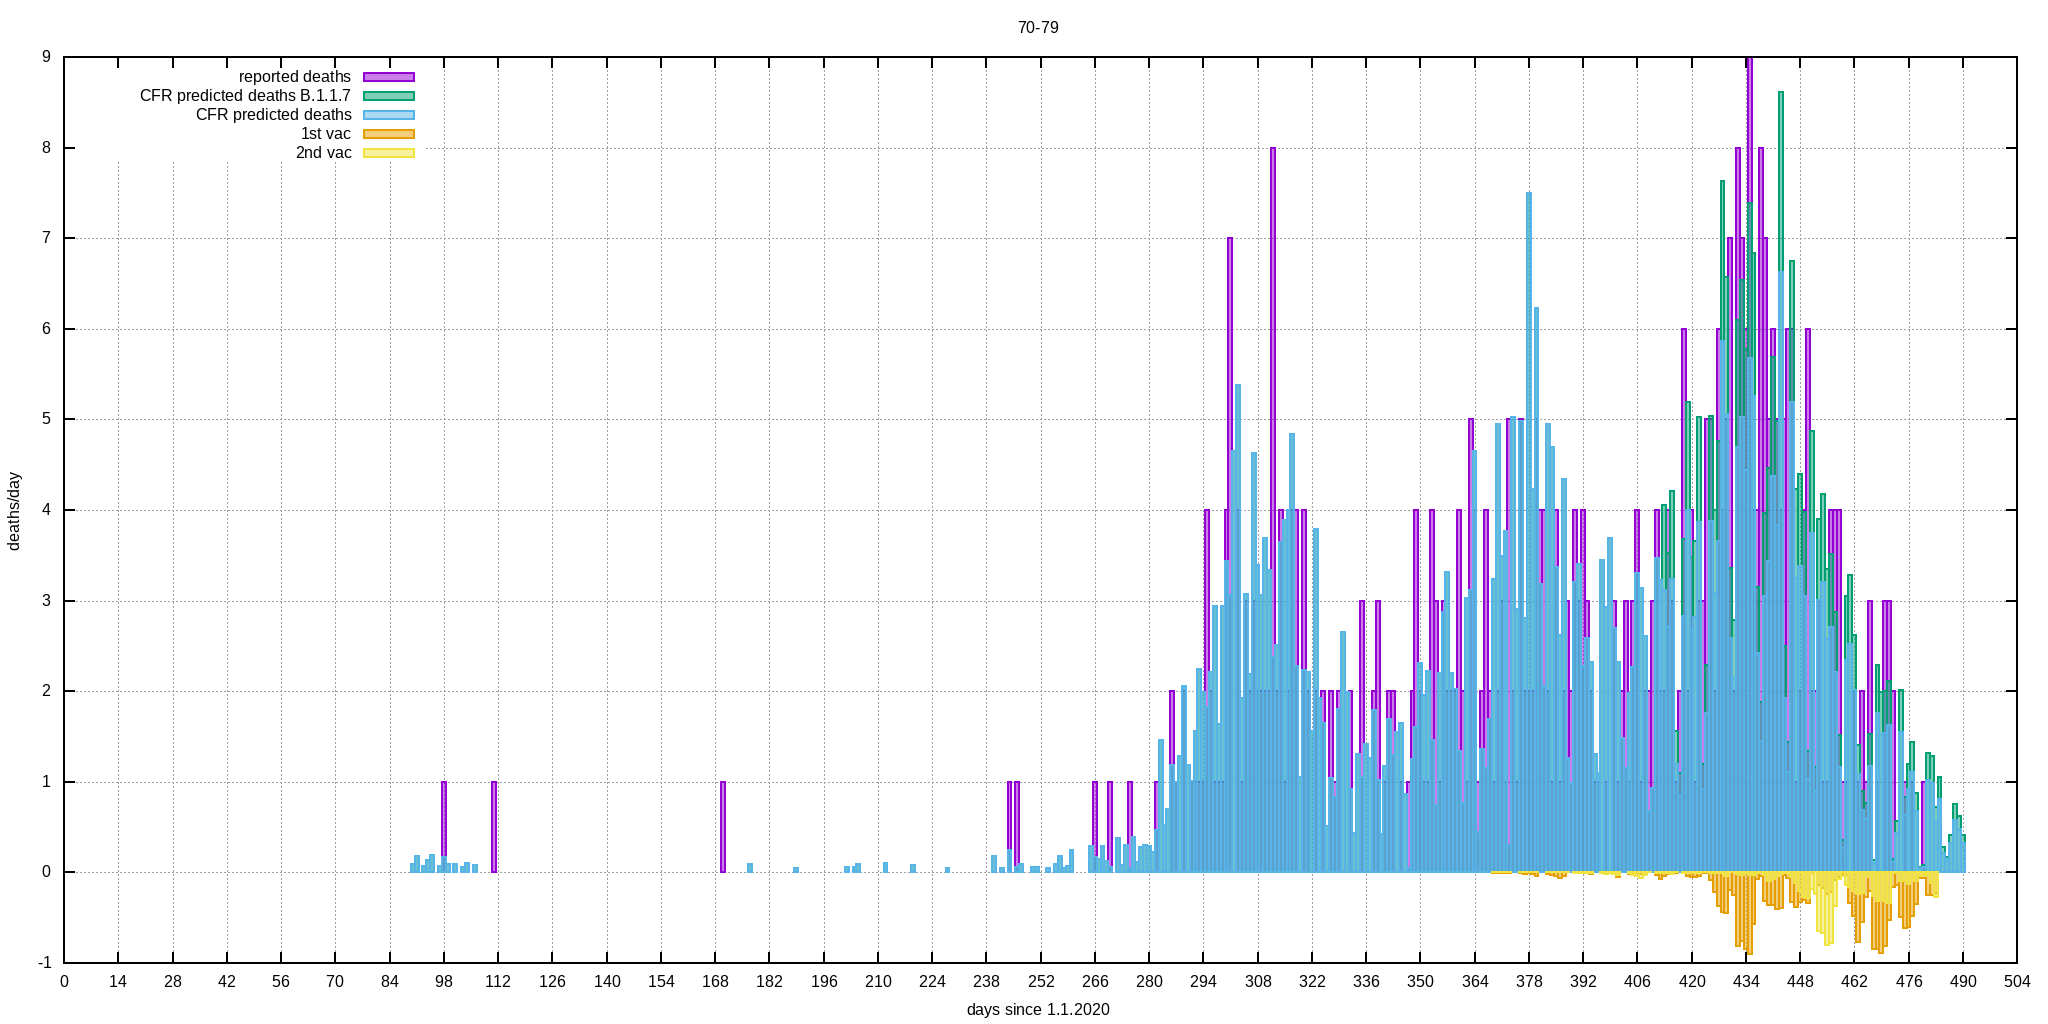 70-79
9
8
7
6
5
4
3
2
1
0
-1
deaths/day
reported deaths
CFR predicted deaths B.1.1.7
CFR predicted deaths
1st vac
2nd vac
0 14 28 42 56 70 84 98 112 126 140 154 168 182 196 210 224 238 252 266 280 294 308 322 336 350 364 378 392 406 420 434 448 462 476 490 504
days since 1.1.2020